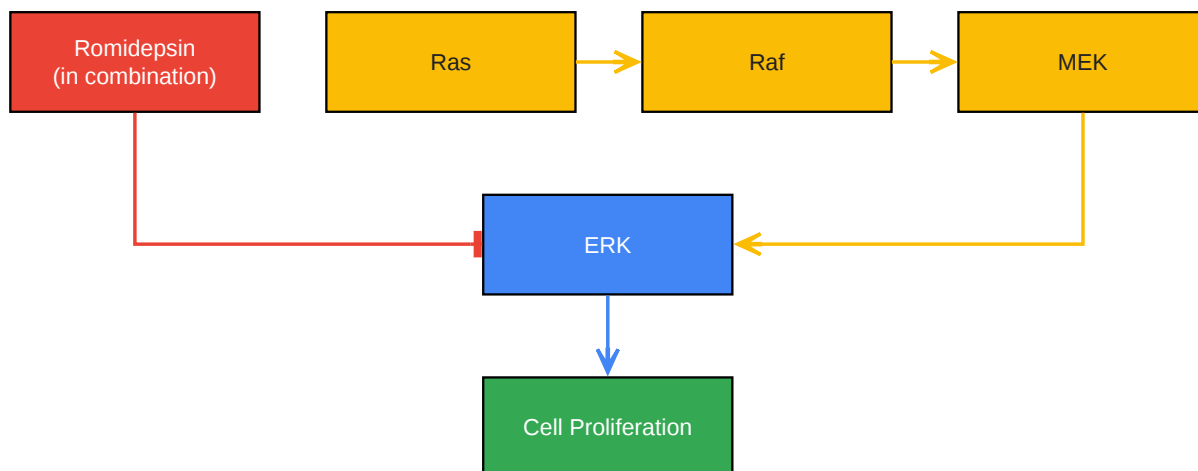 Romidepsin
(in combination)
Ras
Raf
MEK
ERK
Cell Proliferation